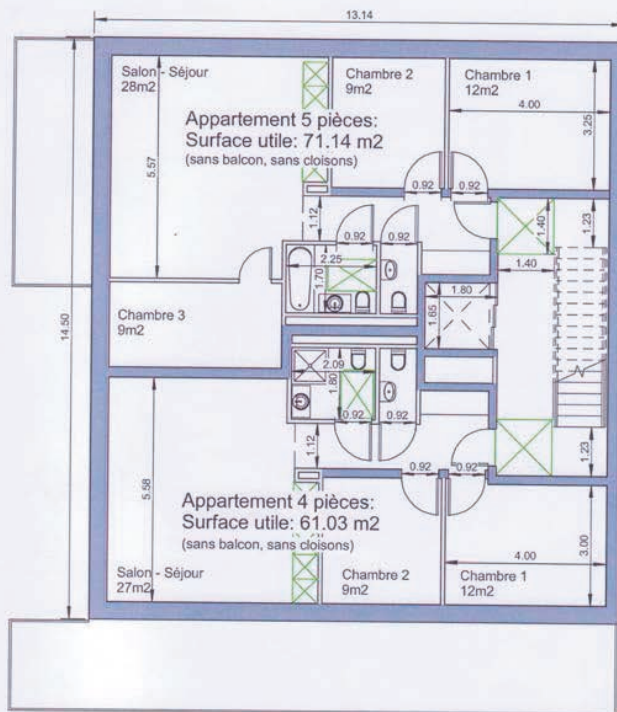 13.14
Salon - Séjour
28m2
Chambre 2
9m2
Chambre 1
12m2
4.00
3.25
Appartement 5 pièces:
Surface utile: 71.14 m2
(sans balcon, sans cloisons)
5.57
0.92
0.92
1.12
0.92
0.92
1.40
1.23
2.25
1.70
1.40
1.80
1.65
Chambre 3
9m2
14.50
2.09
1.80
0.92
0.92
1.12
1.23
5.58
0.92
0.92
Appartement 4 pièces:
Surface utile: 61.03 m2
(sans balcon, sans cloisons)
4.00
3.00
Salon - Séjour
27m2
Chambre 2
9m2
Chambre 1
12m2